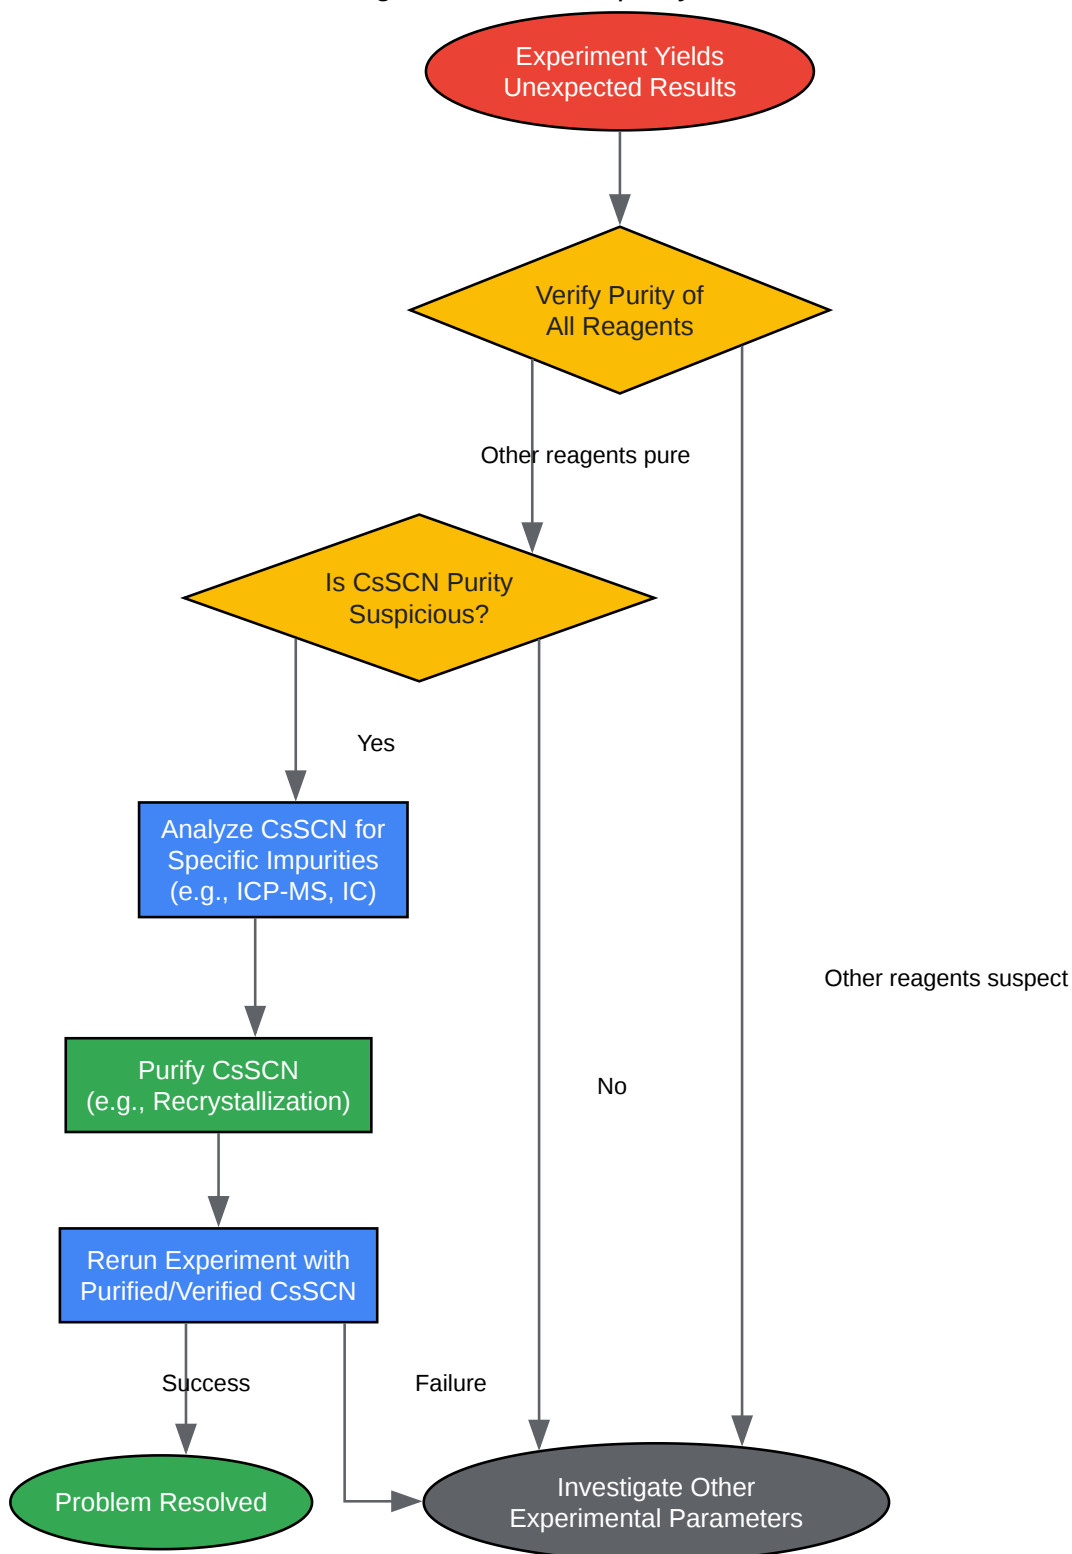 Experiment Yields
Unexpected Results
Verify Purity of
All Reagents
Other reagents pure
Is CsSCN Purity
Suspicious?
Yes
Analyze CsSCN for
Specific Impurities
(e.g., ICP-MS, IC)
Other reagents suspect
Purify CsSCN
(e.g., Recrystallization)
No
Rerun Experiment with
Purified/Verified CsSCN
Success
Failure
Problem Resolved
Investigate Other
Experimental Parameters